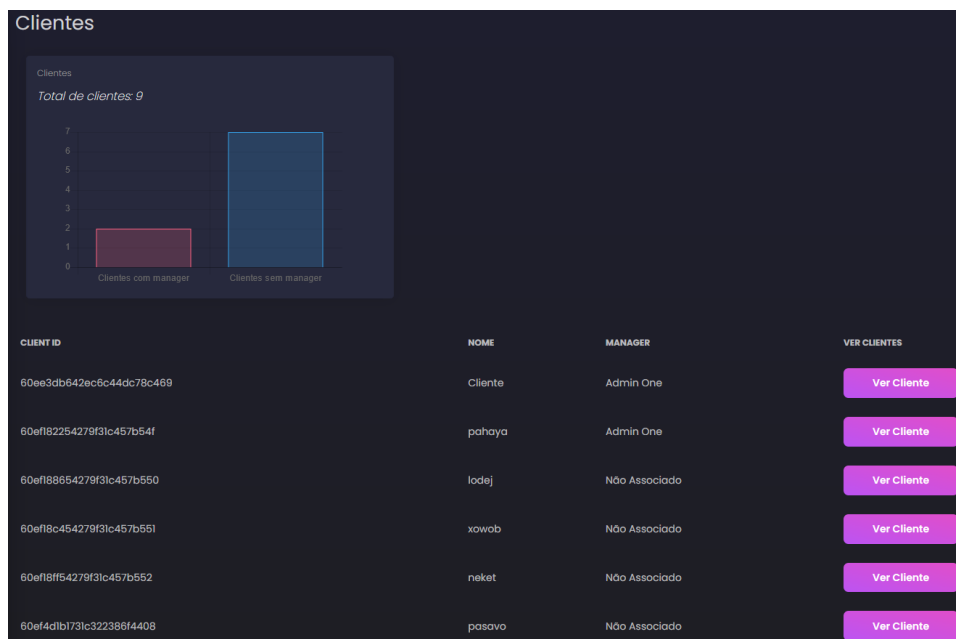 Clientes
Clientes
Total de clientes: 9
7
6
5
4
3
2
1
0
Clientes com manager
Clientes sem manager
CLIENT ID NOME MANAGER VER CLIENTES
60ee3db642ec6c44dc78c469 Cliente Admin One Ver Cliente
60ef182254279f31c457b54f pahaya Admin One Ver Cliente
60ef188654279f31c457b550 lodej Não Associado Ver Cliente
60ef18c454279f31c457b551 xowob Não Associado Ver Cliente
60ef18ff54279f31c457b552 neket Não Associado Ver Cliente
60ef4d1b1731c322386f4408 pasavo Não Associado Ver Cliente